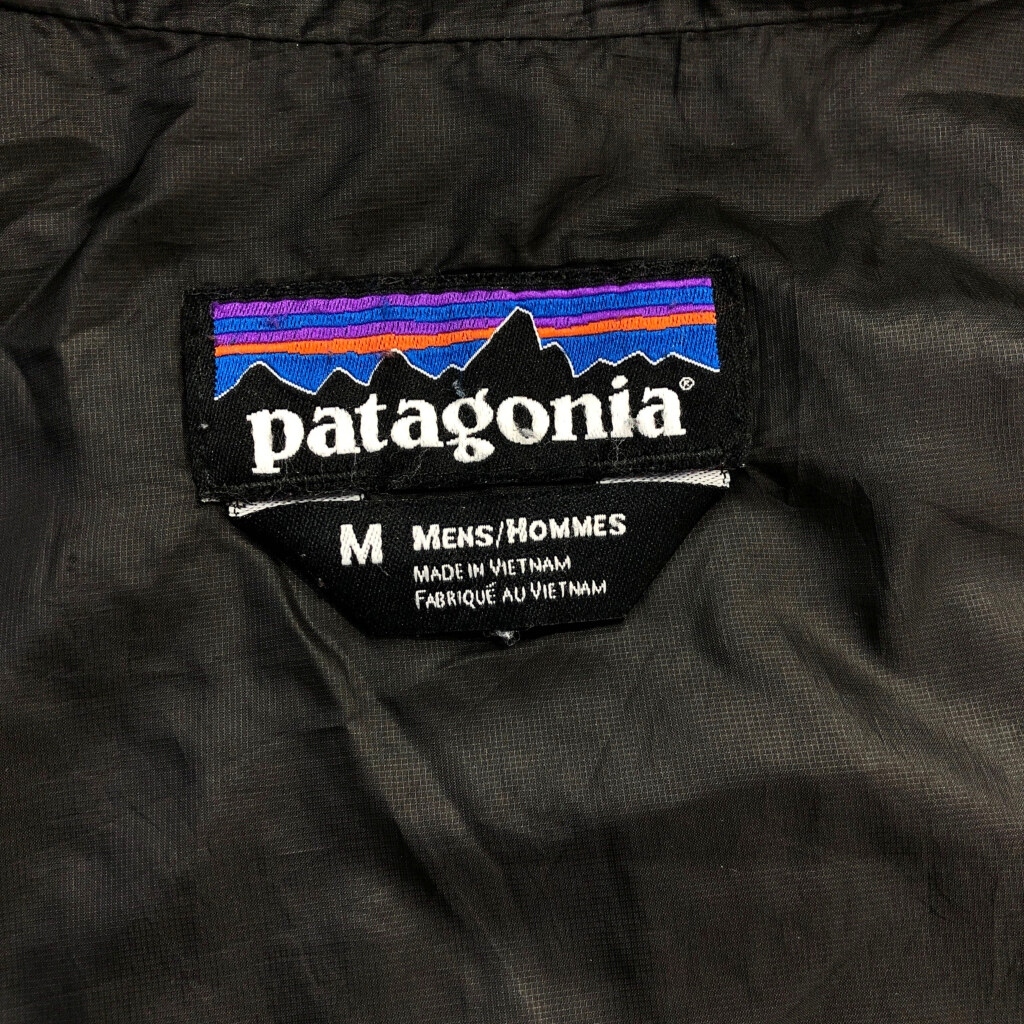 patagonia®
M MENS/HOMMES
MADE IN VIETNAM
FABRIQUÉ AU VIETNAM